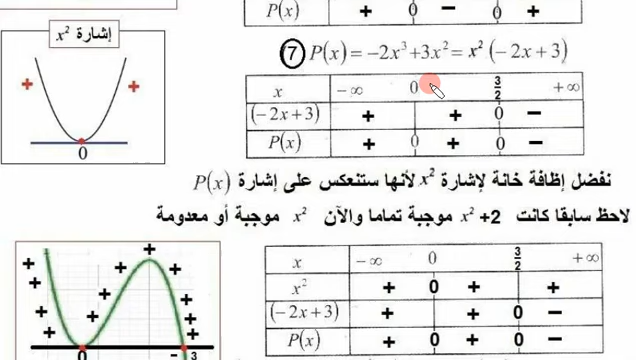 P(x) + 0 − 0 +
إشارة x²
+ +
0
7 P(x) = −2x³+3x² = x² (−2x+3)
x −∞ 0 3/2 +∞
(−2x+3) + + 0 −
P(x) + 0 + 0 −
نفضل إظافة خانة لإشارة x² لأنها ستنعكس على إشارة P(x)
لاحظ سابقا كانت x² +2 موجبة تماما والآن x² موجبة أو معدومة
x −∞ 0 3/2 +∞
x² + 0 + +
(−2x+3) + + 0 −
P(x) + 0 + 0 −
+ + + + + + + + + + + + +
0 3